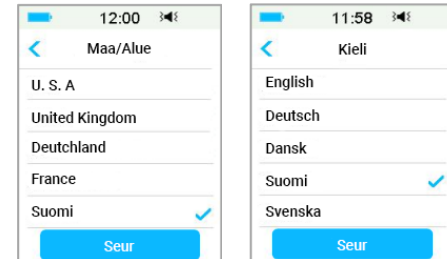 12:00
Maa/Alue
U. S. A
United Kingdom
Deutchland
France
Suomi
Seur
11:58
Kieli
English
Deutsch
Dansk
Suomi
Svenska
Seur